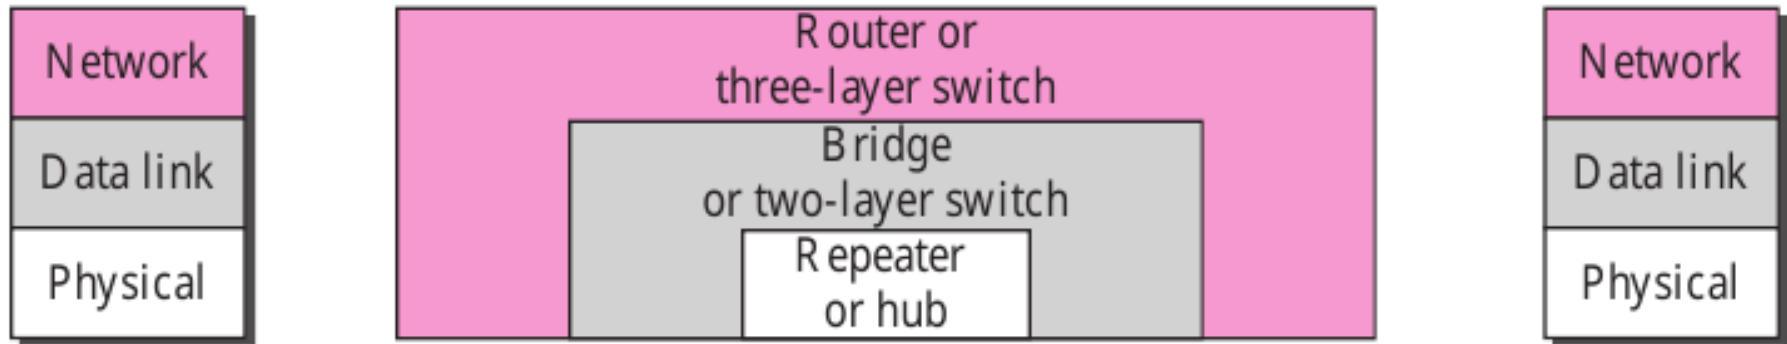 Network
Data link
Physical
Router or
three-layer switch
Bridge
or two-layer switch
Repeater
or hub
Network
Data link
Physical